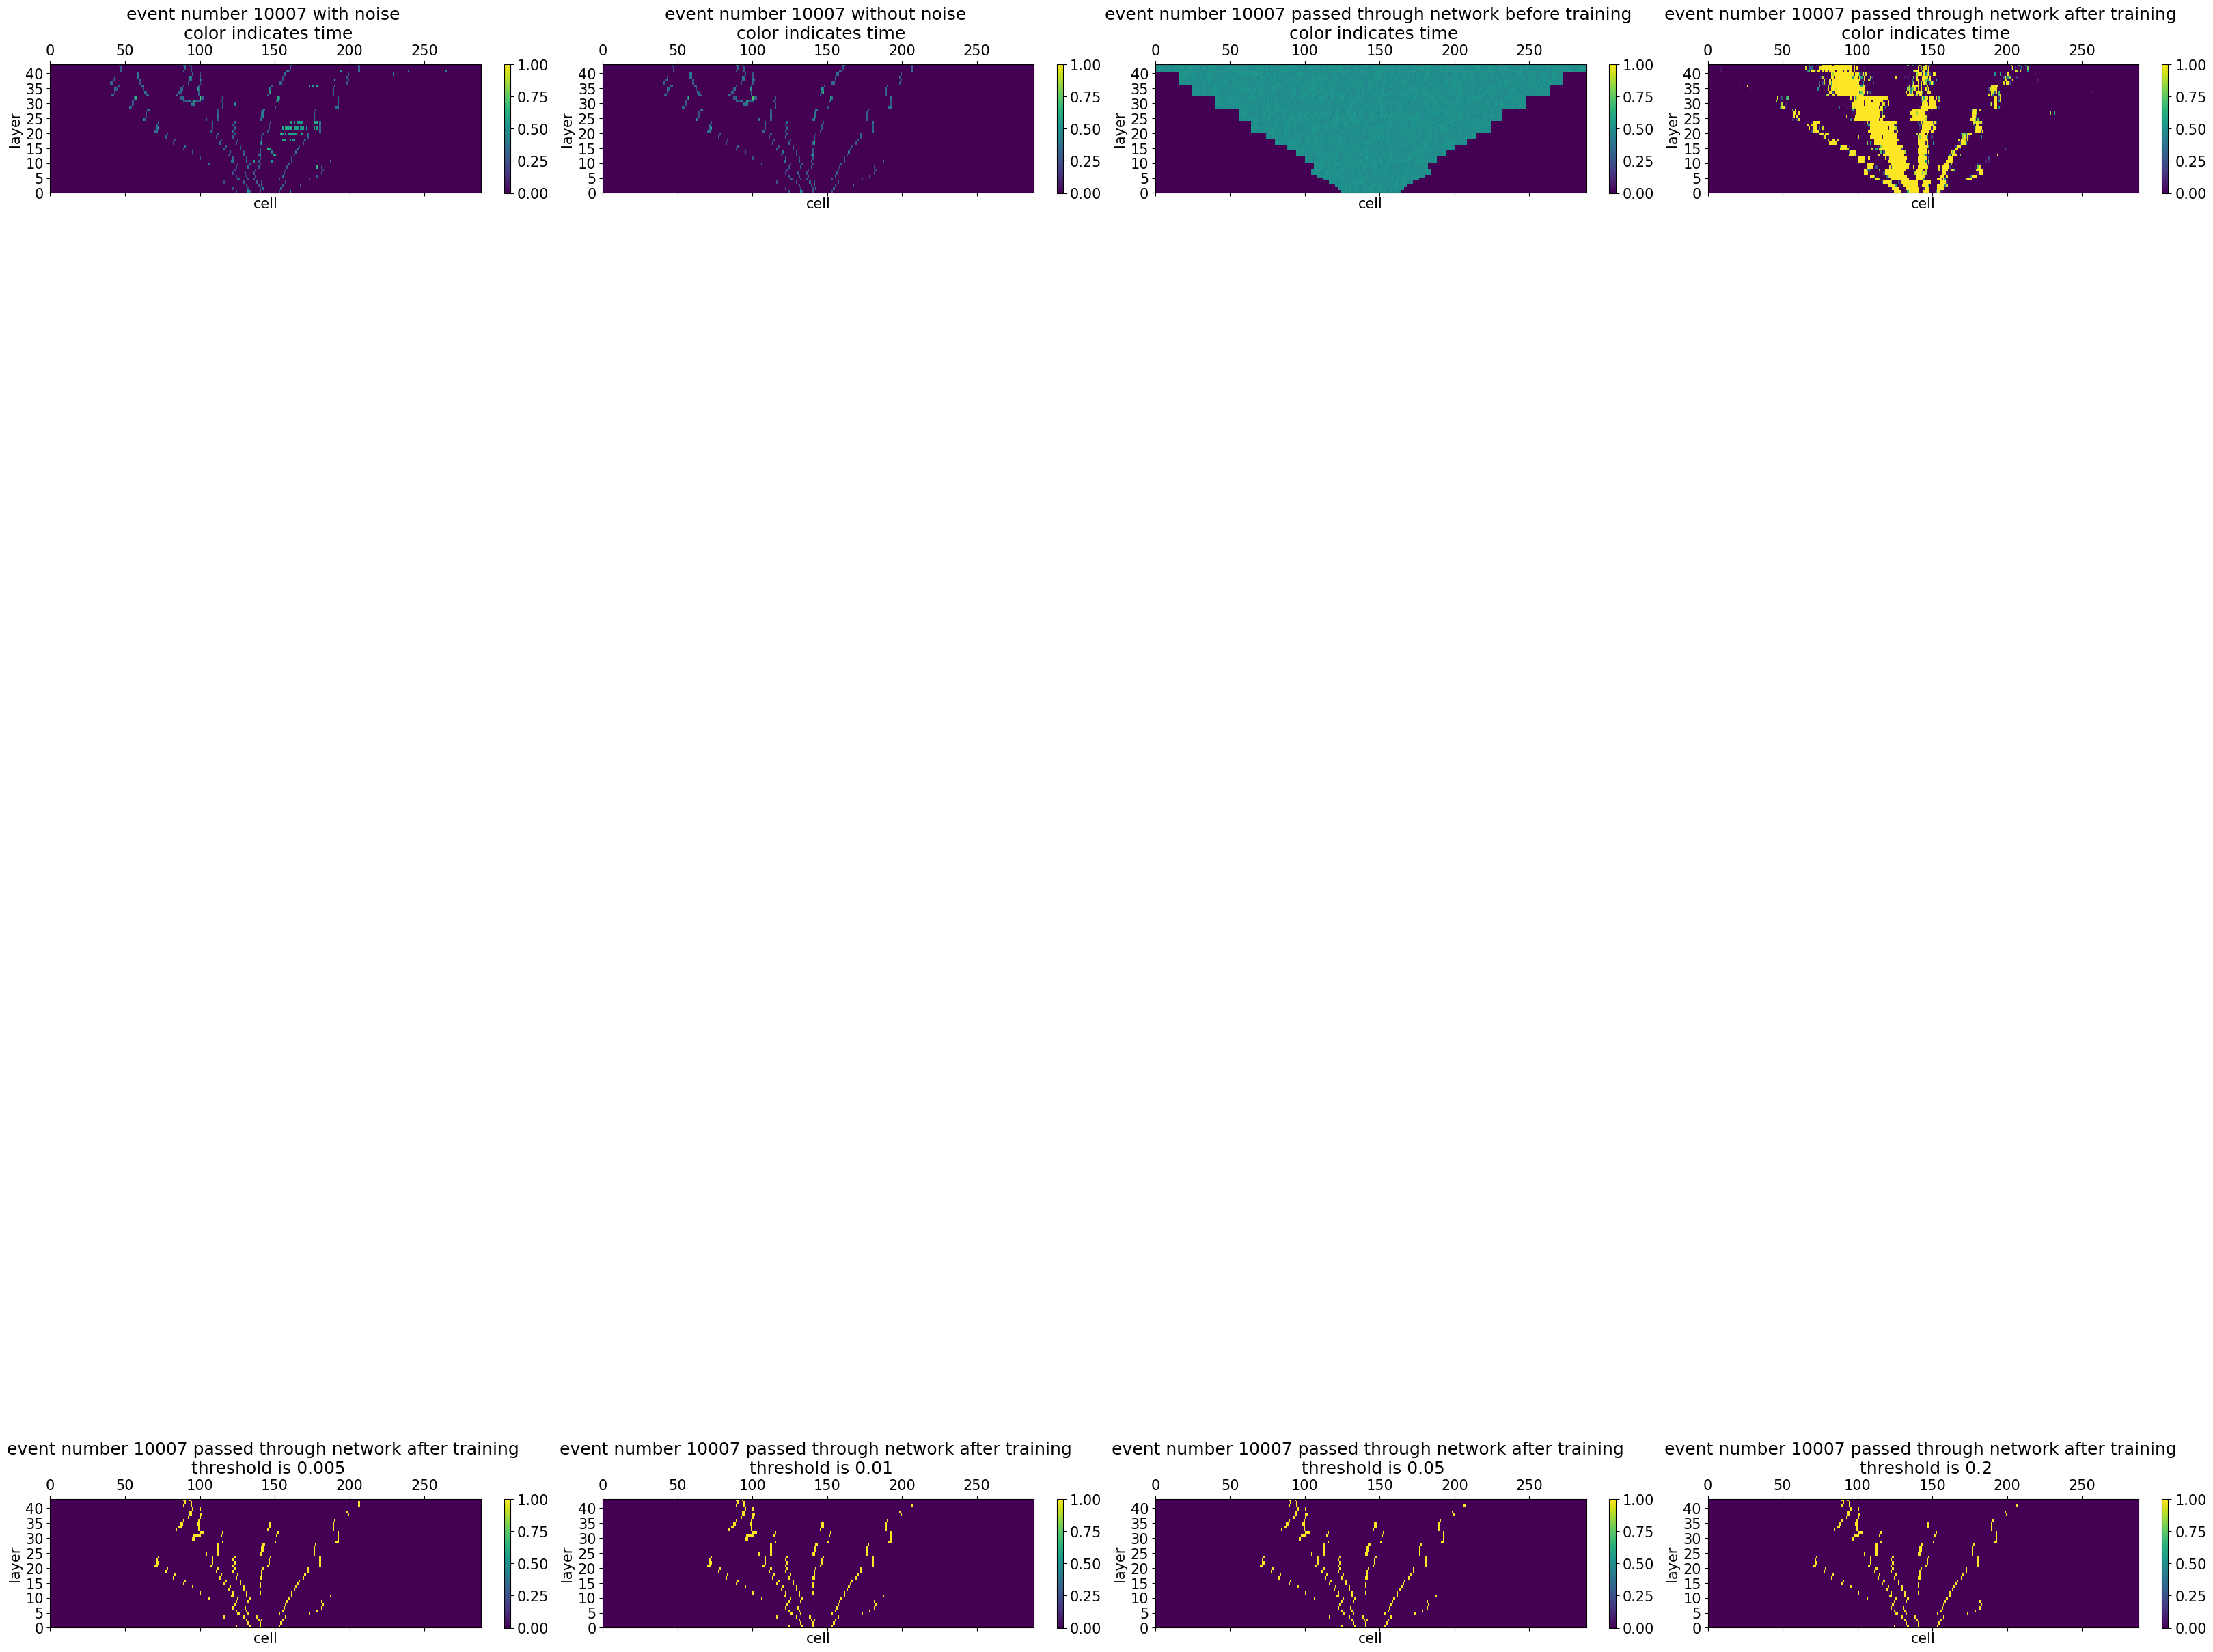 event number 10007 with noise
color indicates time
0 50 100 150 200 250
40
35
30
25
20
15
10
5
0
layer
cell
1.00
0.75
0.50
0.25
0.00
event number 10007 without noise
color indicates time
0 50 100 150 200 250
40
35
30
25
20
15
10
5
0
layer
cell
1.00
0.75
0.50
0.25
0.00
event number 10007 passed through network before training
color indicates time
0 50 100 150 200 250
40
35
30
25
20
15
10
5
0
layer
cell
1.00
0.75
0.50
0.25
0.00
event number 10007 passed through network after training
color indicates time
0 50 100 150 200 250
40
35
30
25
20
15
10
5
0
layer
cell
1.00
0.75
0.50
0.25
0.00
event number 10007 passed through network after training
threshold is 0.005
0 50 100 150 200 250
40
35
30
25
20
15
10
5
0
layer
cell
1.00
0.75
0.50
0.25
0.00
event number 10007 passed through network after training
threshold is 0.01
0 50 100 150 200 250
40
35
30
25
20
15
10
5
0
layer
cell
1.00
0.75
0.50
0.25
0.00
event number 10007 passed through network after training
threshold is 0.05
0 50 100 150 200 250
40
35
30
25
20
15
10
5
0
layer
cell
1.00
0.75
0.50
0.25
0.00
event number 10007 passed through network after training
threshold is 0.2
0 50 100 150 200 250
40
35
30
25
20
15
10
5
0
layer
cell
1.00
0.75
0.50
0.25
0.00